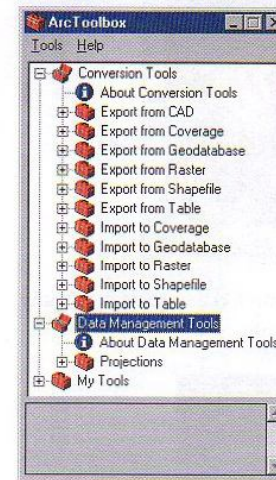 ArcToolbox
Tools Help
Conversion Tools
About Conversion Tools
Export from CAD
Export from Coverage
Export from Geodatabase
Export from Raster
Export from Shapefile
Export from Table
Import to Coverage
Import to Geodatabase
Import to Raster
Import to Shapefile
Import to Table
Data Management Tools
About Data Management Tools
Projections
My Tools